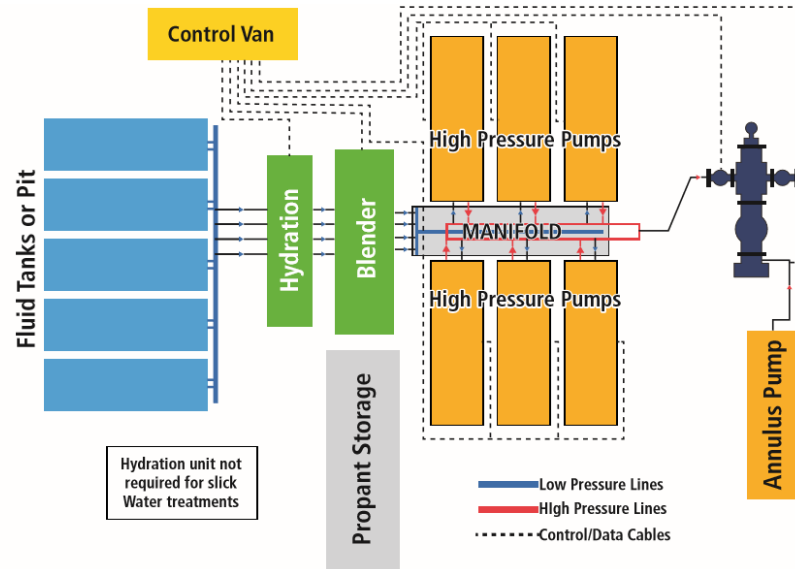 Control Van
High Pressure Pumps
Fluid Tanks or Pit
Hydration
Blender
MANIFOLD
High Pressure Pumps
Propant Storage
Annulus Pump
Hydration unit not
required for slick
Water treatments
Low Pressure Lines
HIgh Pressure Lines
Control/Data Cables